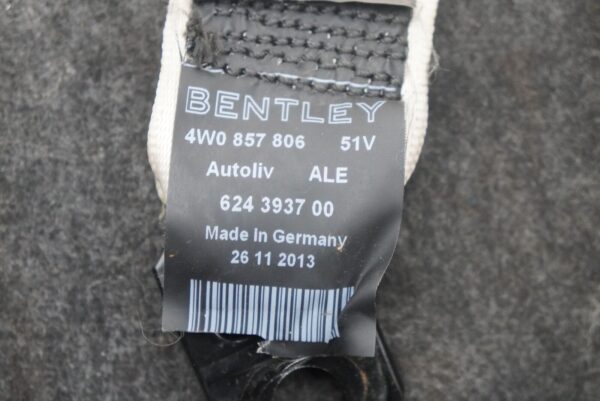 BENTLEY
4W0 857 806 51V
Autoliv ALE
624 3937 00
Made In Germany
26 11 2013